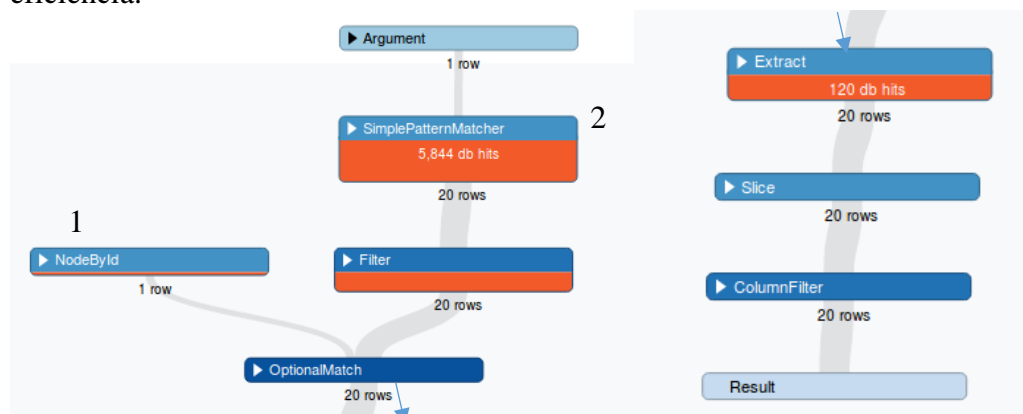 eficiência.
Argument
1 row
2
SimplePatternMatcher
5,844 db hits
20 rows
1
NodeById
1 row
Filter
20 rows
OptionalMatch
20 rows
Extract
120 db hits
20 rows
Slice
20 rows
ColumnFilter
20 rows
Result